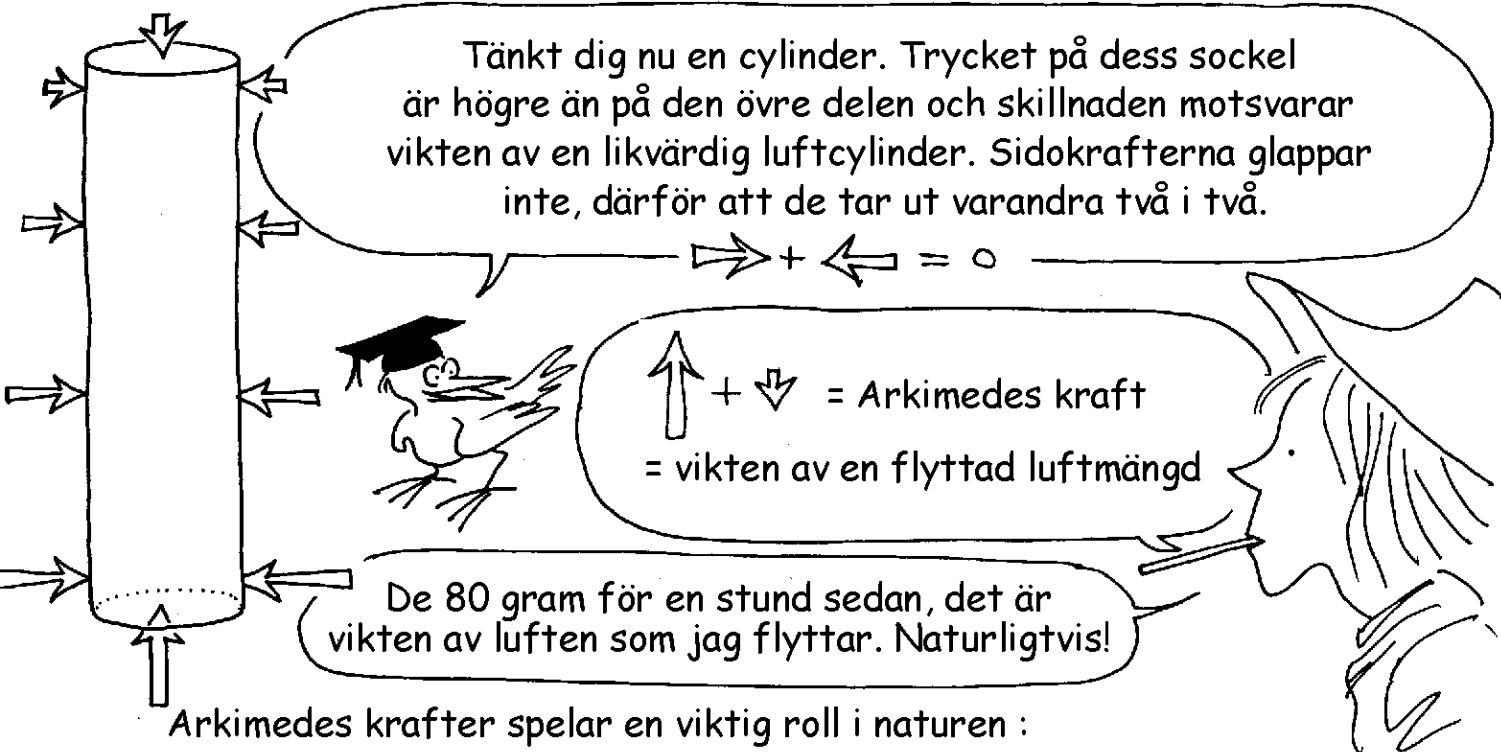 Tänkt dig nu en cylinder. Trycket på dess sockel
är högre än på den övre delen och skillnaden motsvarar
vikten av en likvärdig luftcylinder. Sidokrafterna glappar
inte, därför att de tar ut varandra två i två.
+ = 0
+ = Arkimedes kraft
= vikten av en flyttad luftmängd
De 80 gram för en stund sedan, det är
vikten av luften som jag flyttar. Naturligtvis!
Arkimedes krafter spelar en viktig roll i naturen :